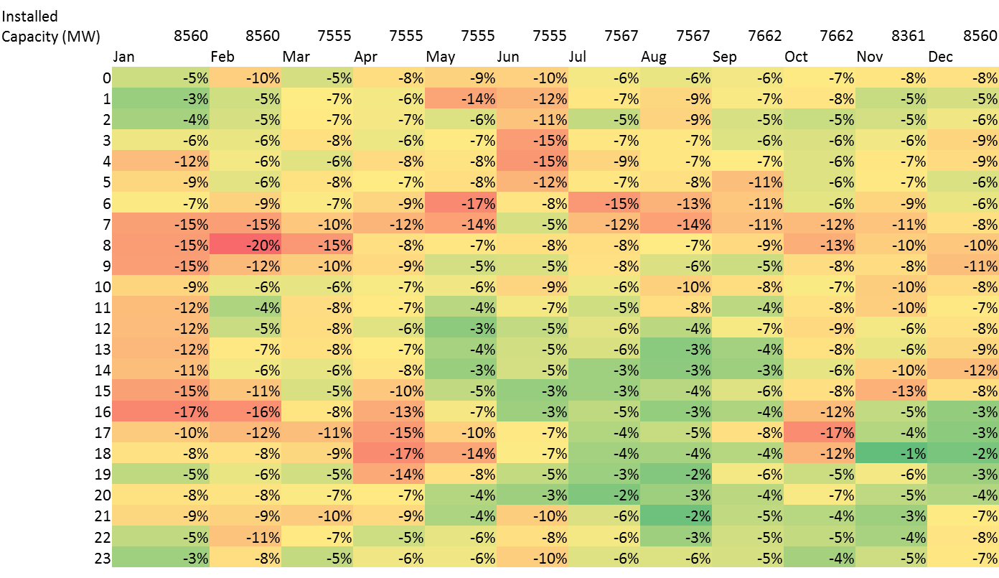 Installed
Capacity (MW) 8560 8560 7555 7555 7555 7555 7567 7567 7662 7662 8361 8560
Jan Feb Mar Apr May Jun Jul Aug Sep Oct Nov Dec
0 -5% -10% -5% -8% -9% -10% -6% -6% -6% -7% -8% -8%
1 -3% -5% -7% -6% -14% -12% -7% -9% -7% -8% -5% -5%
2 -4% -5% -7% -7% -6% -11% -5% -9% -5% -5% -5% -6%
3 -6% -6% -8% -6% -7% -15% -7% -7% -6% -6% -6% -9%
4 -12% -6% -6% -8% -8% -15% -9% -7% -7% -6% -7% -9%
5 -9% -6% -8% -7% -8% -12% -7% -8% -11% -6% -7% -6%
6 -7% -9% -7% -9% -17% -8% -15% -13% -11% -6% -9% -6%
7 -15% -15% -10% -12% -14% -5% -12% -14% -11% -12% -11% -8%
8 -15% -20% -15% -8% -7% -8% -8% -7% -9% -13% -10% -10%
9 -15% -12% -10% -9% -5% -5% -8% -6% -5% -8% -8% -11%
10 -9% -6% -6% -7% -6% -9% -6% -10% -8% -7% -10% -8%
11 -12% -4% -8% -7% -4% -7% -5% -8% -4% -8% -10% -7%
12 -12% -5% -8% -6% -3% -5% -6% -4% -7% -9% -6% -8%
13 -12% -7% -8% -7% -4% -5% -6% -3% -4% -8% -6% -9%
14 -11% -6% -6% -8% -3% -5% -3% -3% -3% -6% -10% -12%
15 -15% -11% -5% -10% -5% -3% -3% -4% -6% -8% -13% -8%
16 -17% -16% -8% -13% -7% -3% -5% -3% -4% -12% -5% -3%
17 -10% -12% -11% -15% -10% -7% -4% -5% -8% -17% -4% -3%
18 -8% -8% -9% -17% -14% -7% -4% -4% -4% -12% -1% -2%
19 -5% -6% -5% -14% -8% -5% -3% -2% -6% -5% -6% -3%
20 -8% -8% -7% -7% -4% -3% -2% -3% -4% -7% -5% -4%
21 -9% -9% -10% -9% -4% -10% -6% -2% -5% -4% -3% -7%
22 -5% -11% -7% -5% -6% -8% -6% -3% -5% -5% -4% -8%
23 -3% -8% -5% -6% -6% -10% -6% -6% -5% -4% -5% -7%